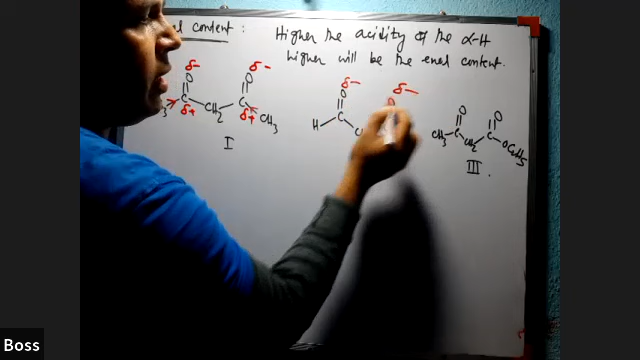 enol content :
Higher the acidity of the α-H
higher will be the enol content.
δ- δ- δ- δ-
O O O O O O
C CH2 C
δ+ δ+ CH3
H C
CH3 C CH2 C OC2H5
I
III.
Boss